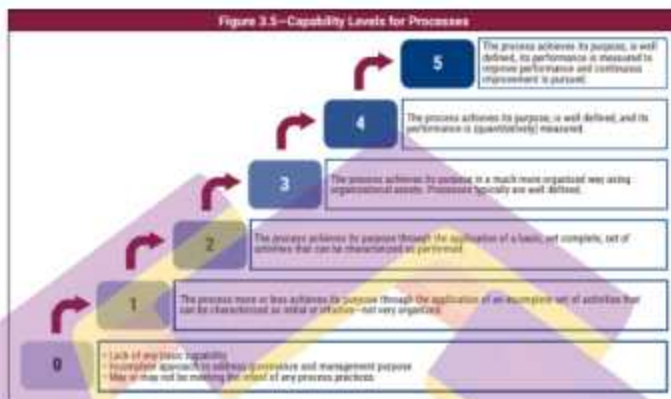 Figure 3.5—Capability Levels for Processes
5
The process achieves its purpose, is well
defined, its performance is measured to
improve performance and continuous
improvement is pursued.
4
The process achieves its purpose, is well defined, and its
performance is (quantitatively) measured.
3
The process achieves its purpose in a much more organized way using
organizational assets. Processes typically are well defined.
2
The process achieves its purpose through the application of a basic, yet complete, set of
activities that can be characterized as performed.
1
The process more or less achieves its purpose through the application of an incomplete set of activities that
can be characterized as initial or intuitive—not very organized.
0
• Lack of any basic capability
• Incomplete approach to address governance and management purpose
• May or may not be meeting the intent of any process practices